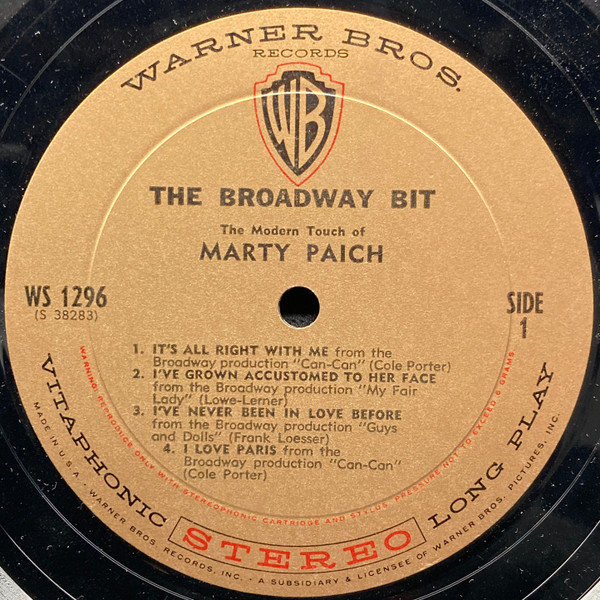 WARNER BROS.
RECORDS
WB
THE BROADWAY BIT
The Modern Touch of
MARTY PAICH
WS 1296
(S 38283)
SIDE
1
1. IT'S ALL RIGHT WITH ME from the
Broadway production "Can-Can" (Cole Porter)
2. I'VE GROWN ACCUSTOMED TO HER FACE
from the Broadway production "My Fair
Lady" (Lowe-Lerner)
3. I'VE NEVER BEEN IN LOVE BEFORE
from the Broadway production "Guys
and Dolls" (Frank Loesser)
4. I LOVE PARIS from the
Broadway production "Can-Can"
(Cole Porter)
WARNING: REPRODUCE ONLY WITH STEREOPHONIC CARTRIDGE AND STYLUS. PRESSURE NOT TO EXCEED 6 GRAMS
VITAPHONIC STEREO LONG PLAY
MADE IN U.S.A. • WARNER BROS. RECORDS, INC. • A SUBSIDIARY & LICENSEE OF WARNER BROS. PICTURES, INC.